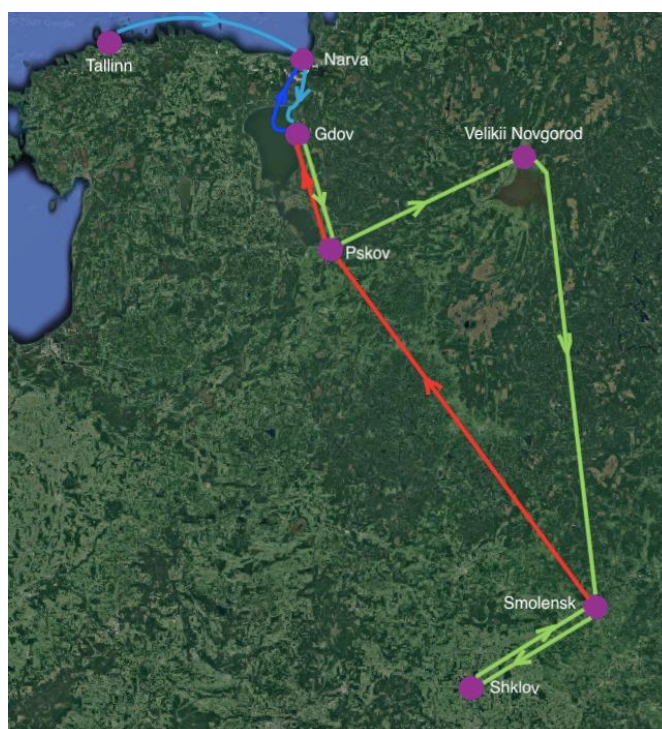 Tallinn
Narva
Gdov
Velikii Novgorod
Pskov
Smolensk
Shklov